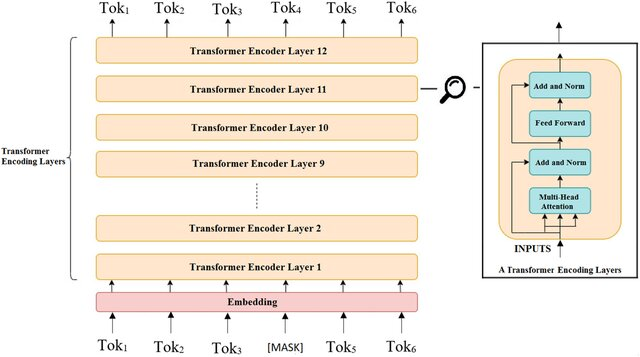 Tok1 Tok2 Tok3 Tok4 Tok5 Tok6
Transformer Encoder Layer 12
Transformer Encoder Layer 11
Transformer Encoder Layer 10
Transformer Encoder Layer 9
Transformer Encoder Layer 2
Transformer Encoder Layer 1
Embedding
Tok1 Tok2 Tok3 [MASK] Tok5 Tok6
Transformer
Encoding Layers
Add and Norm
Feed Forward
Add and Norm
Multi-Head
Attention
INPUTS
A Transformer Encoding Layers